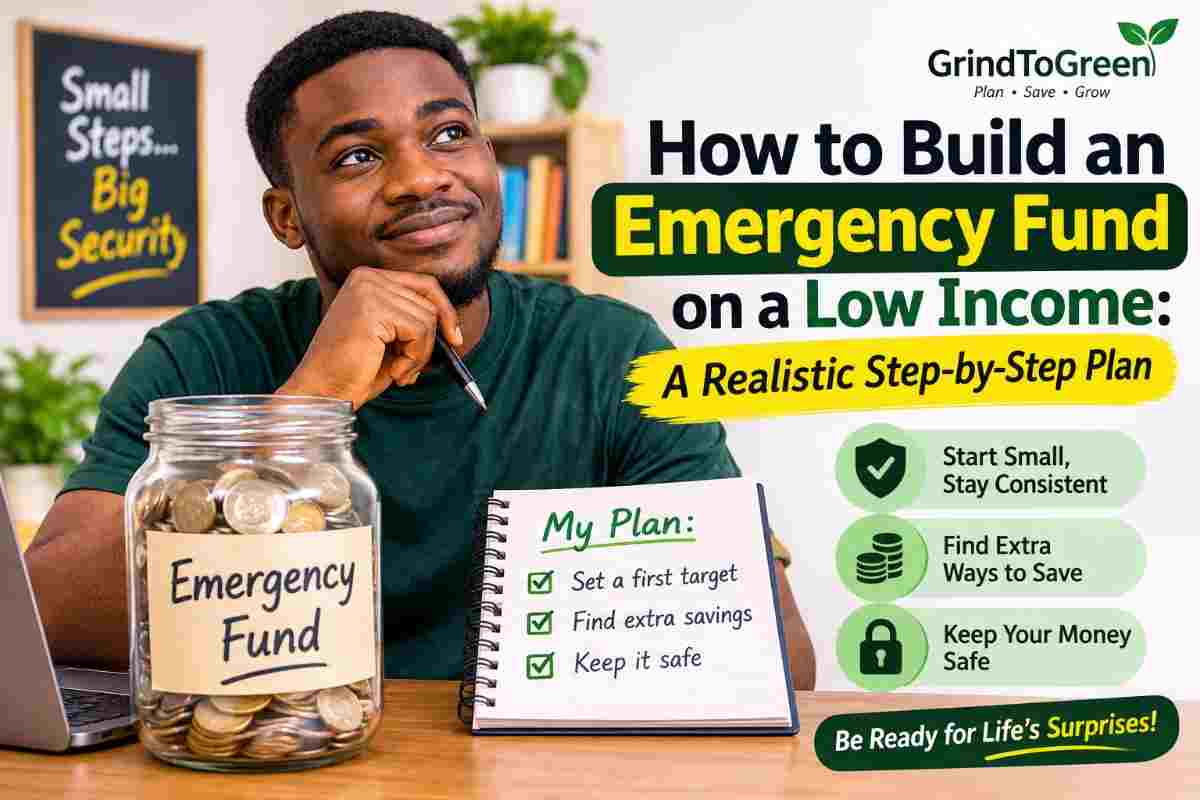 Small
Steps...
Big
Security
GrindToGreen
Plan • Save • Grow
How to Build an
Emergency Fund
on a Low Income:
A Realistic Step-by-Step Plan
Start Small,
Stay Consistent
Find Extra
Ways to Save
Keep Your Money
Safe
Be Ready for Life's Surprises!
My Plan:
Set a first target
Find extra savings
Keep it safe
Emergency
Fund